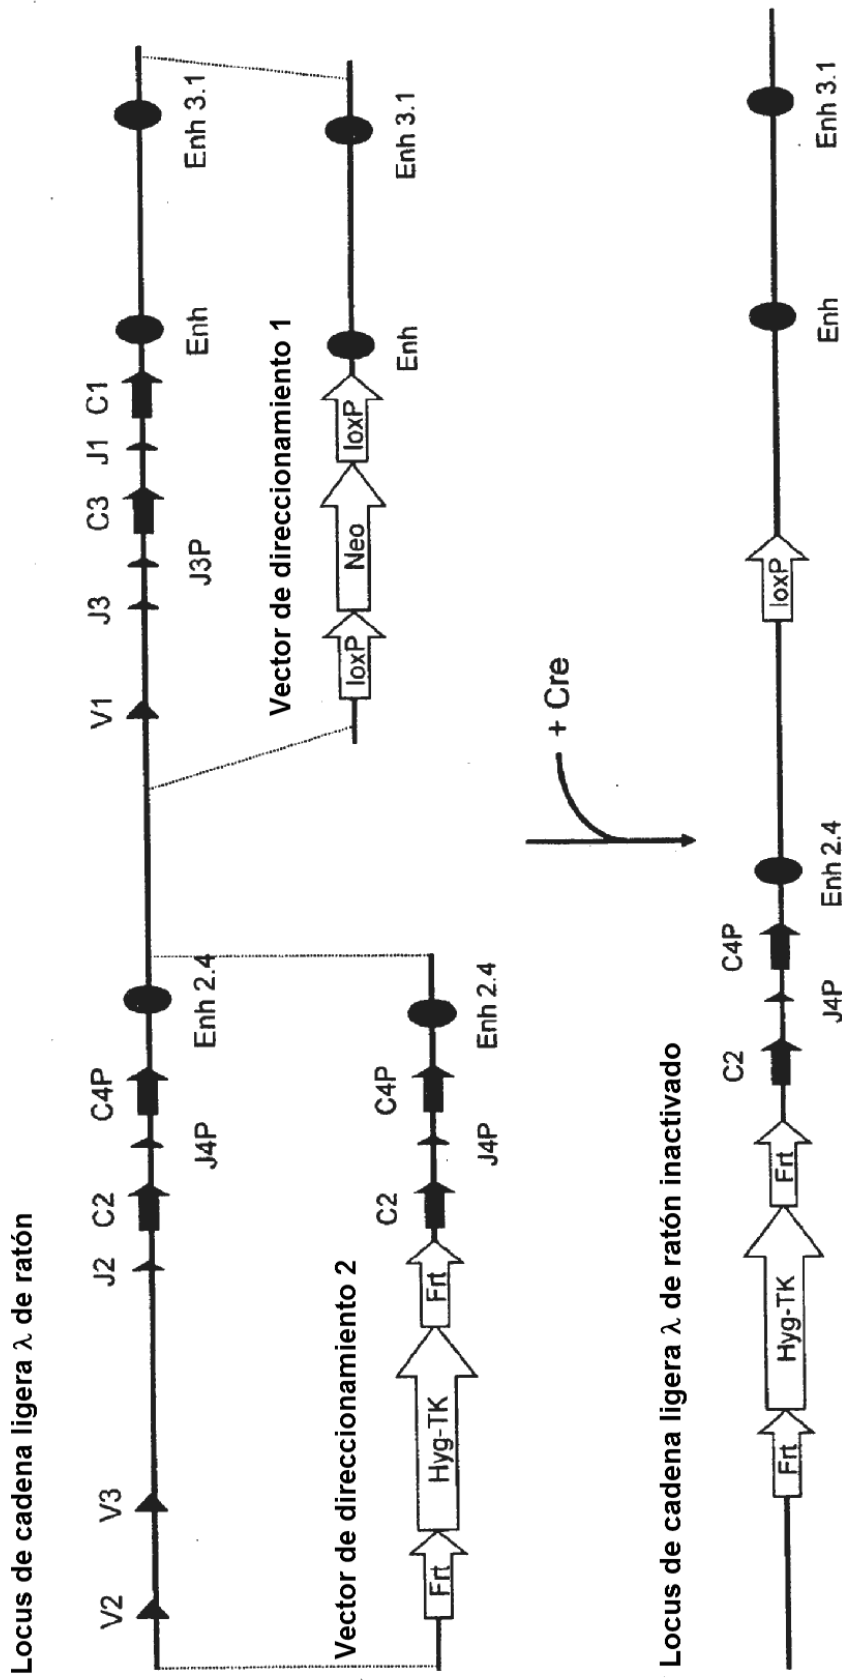 Locus de cadena ligera λ de ratón
V2
V3
J2
C2
J4P
C4P
Enh 2.4
V1
J3
J3P
C3
J1
C1
Enh
Enh 3.1
Vector de direccionamiento 1
loxP
Neo
loxP
Enh
Enh 3.1
Vector de direccionamiento 2
Frt
Hyg-TK
Frt
C2
J4P
C4P
Enh 2.4
+ Cre
Locus de cadena ligera λ de ratón inactivado
Frt
Hyg-TK
Frt
C2
J4P
C4P
Enh 2.4
loxP
Enh
Enh 3.1